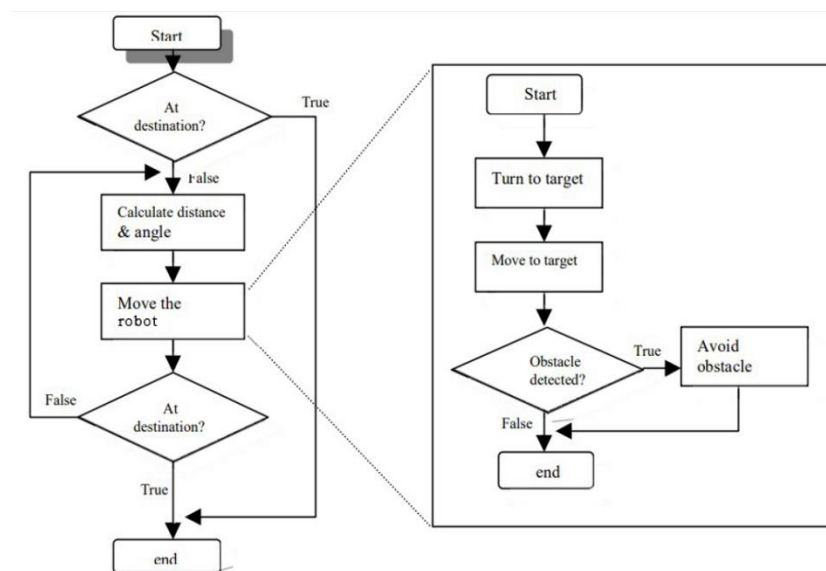 Start
At
destination?
True
False
Calculate distance
& angle
Move the
robot
False
At
destination?
True
end
Start
Turn to target
Move to target
Obstacle
detected?
True
Avoid
obstacle
False
end